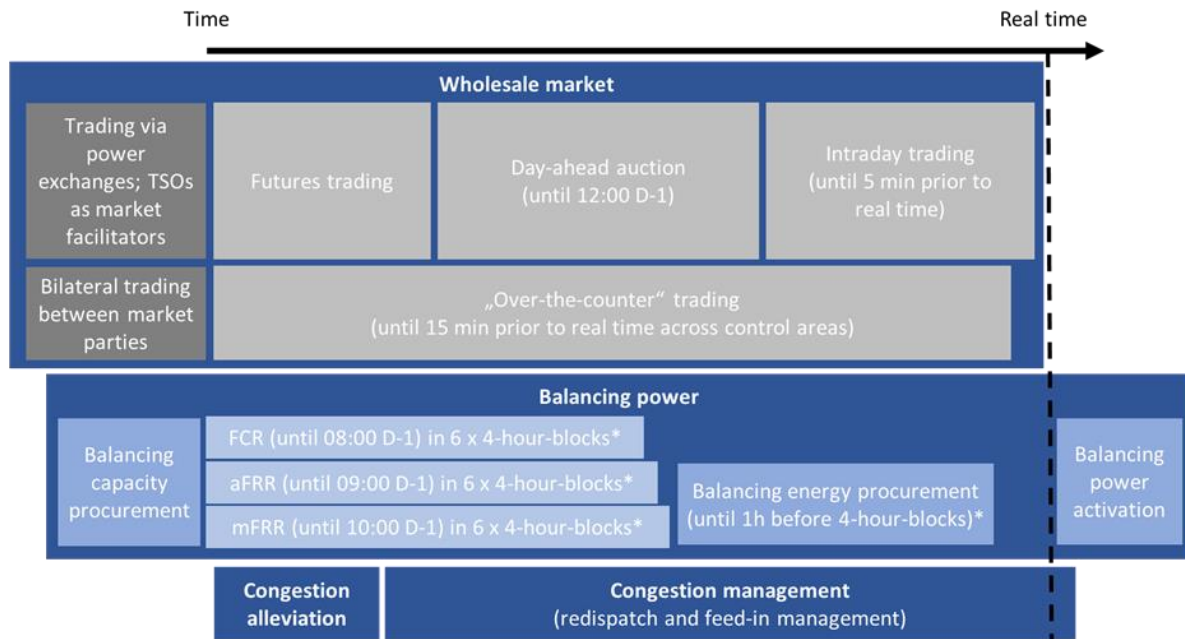 Time
Real time
Wholesale market
Trading via
power
exchanges; TSOs
as market
facilitators
Futures trading
Day-ahead auction
(until 12:00 D-1)
Intraday trading
(until 5 min prior to
real time)
Bilateral trading
between market
parties
„Over-the-counter“ trading
(until 15 min prior to real time across control areas)
Balancing power
Balancing
capacity
procurement
FCR (until 08:00 D-1) in 6 x 4-hour-blocks*
aFRR (until 09:00 D-1) in 6 x 4-hour-blocks*
mFRR (until 10:00 D-1) in 6 x 4-hour-blocks*
Balancing energy procurement
(until 1h before 4-hour-blocks)*
Balancing
power
activation
Congestion
alleviation
Congestion management
(redispatch and feed-in management)